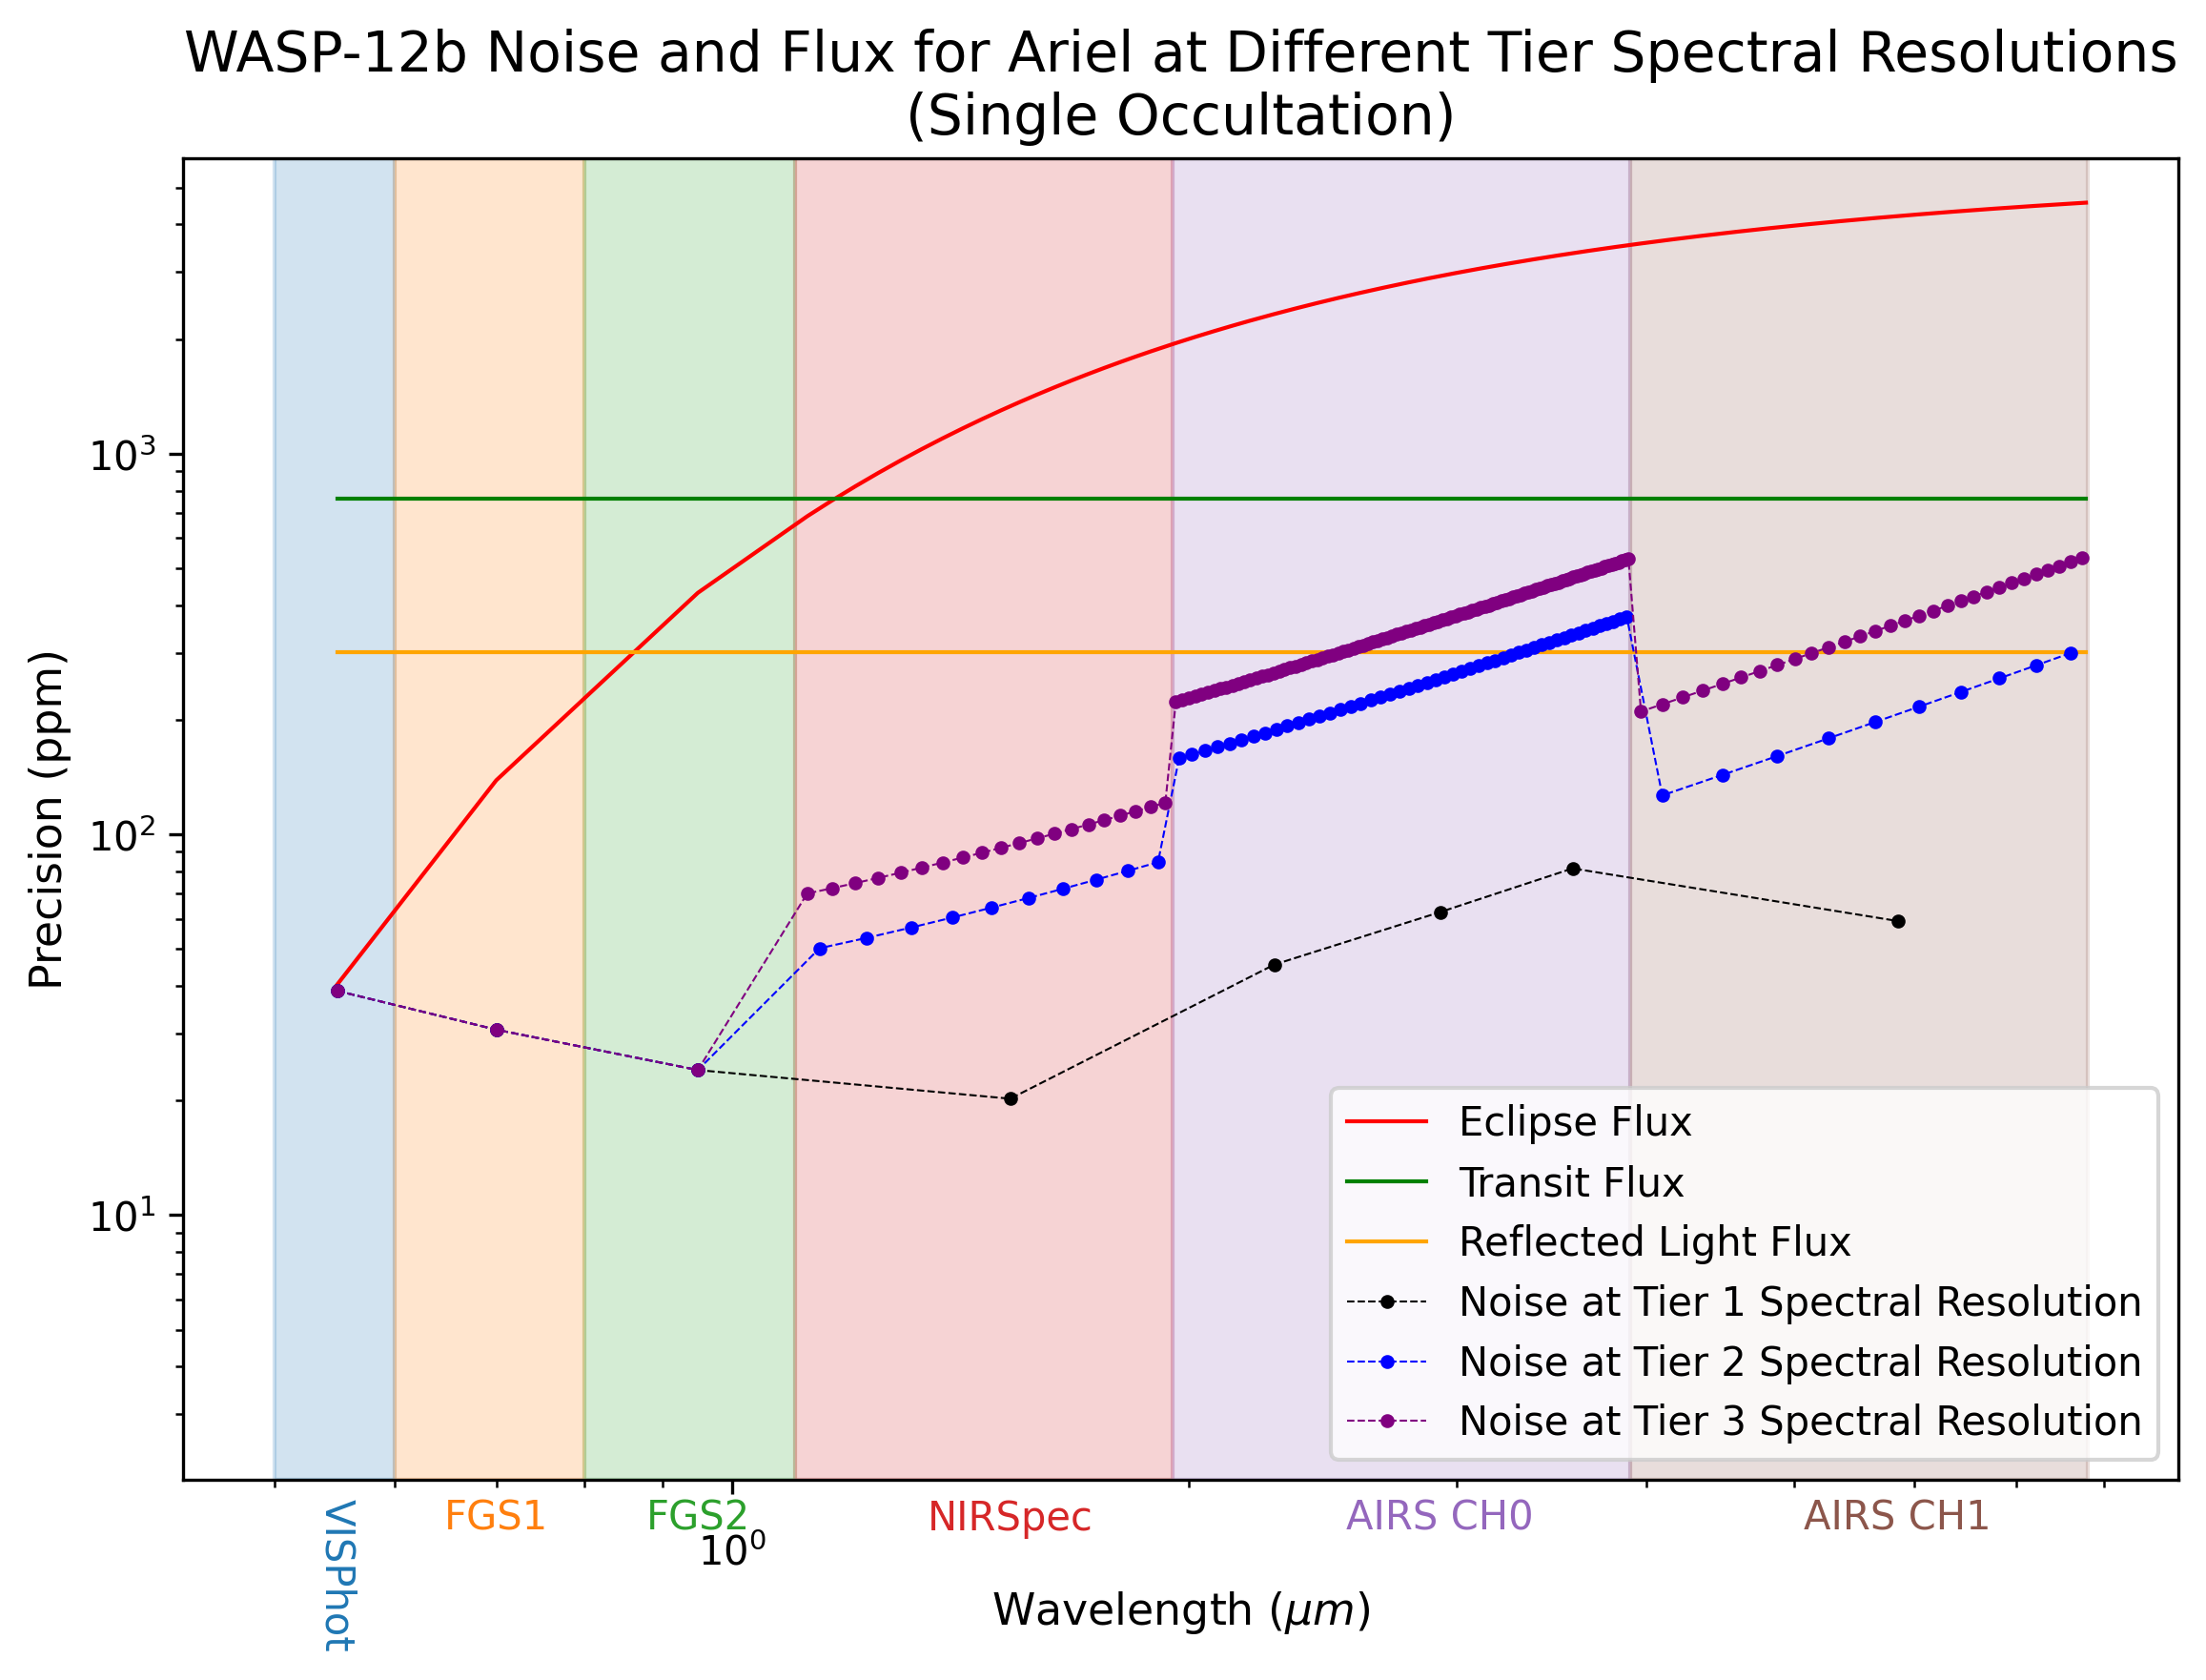 WASP-12b Noise and Flux for Ariel at Different Tier Spectral Resolutions
(Single Occultation)
Precision (ppm)
10³
10²
10¹
Eclipse Flux
Transit Flux
Reflected Light Flux
Noise at Tier 1 Spectral Resolution
Noise at Tier 2 Spectral Resolution
Noise at Tier 3 Spectral Resolution
VISPhot
FGS1
FGS2
NIRSpec
AIRS CH0
AIRS CH1
10⁰
Wavelength (μm)